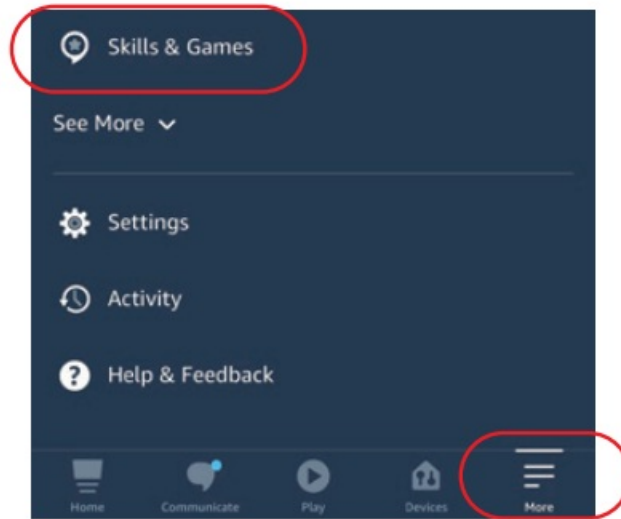 Skills & Games
See More
Settings
Activity
Help & Feedback
Home Communicate Play Devices More